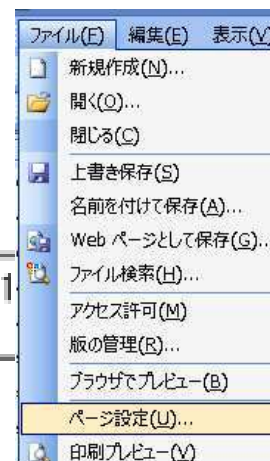 ファイル(F) 編集(E) 表示(V)
新規作成(N)...
開く(O)...
閉じる(C)
上書き保存(S)
名前を付けて保存(A)...
Web ページとして保存(G)...
ファイル検索(H)...
1
アクセス許可(M)
版の管理(R)...
ブラウザでプレビュー(B)
ページ設定(U)...
印刷プレビュー(V)